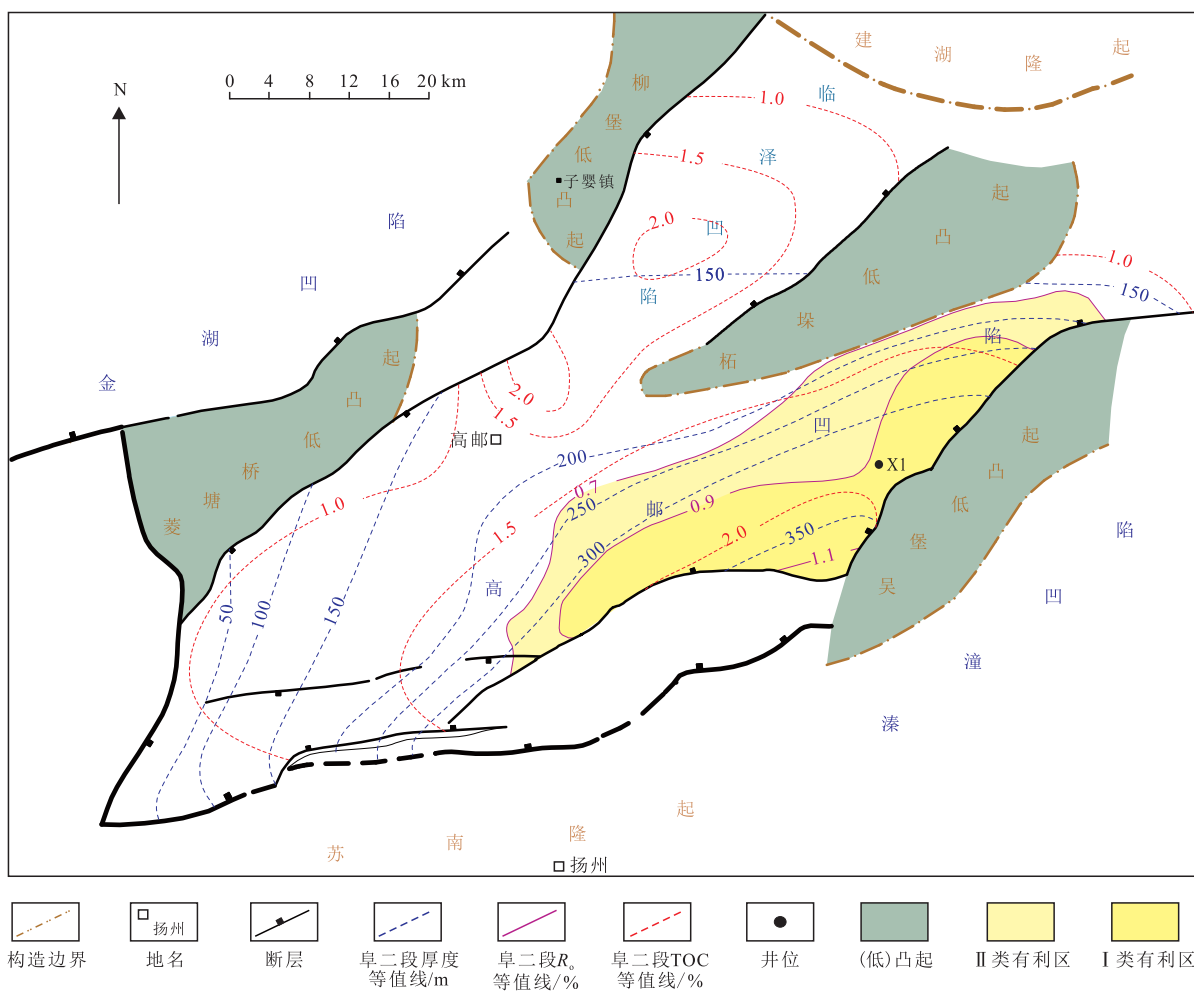 建湖隆起
N
0 4 8 12 16 20 km
柳堡低凸起
子婴镇
临泽凹陷
1.0
1.5
2.0
150
金湖凹陷
柘垛低凸起
1.0
150
菱塘桥低凸起
高邮
2.0
1.5
1.0
200
0.7
250
0.9
300
1.5
2.0
350
1.1
X1
高邮凹陷
吴堡低凸起
溱潼凹陷
50
100
150
苏南隆起
扬州
扬州
构造边界
地名
断层
阜二段厚度
等值线/m
阜二段Ro
等值线/%
阜二段TOC
等值线/%
井位
(低)凸起
Ⅱ类有利区
Ⅰ类有利区